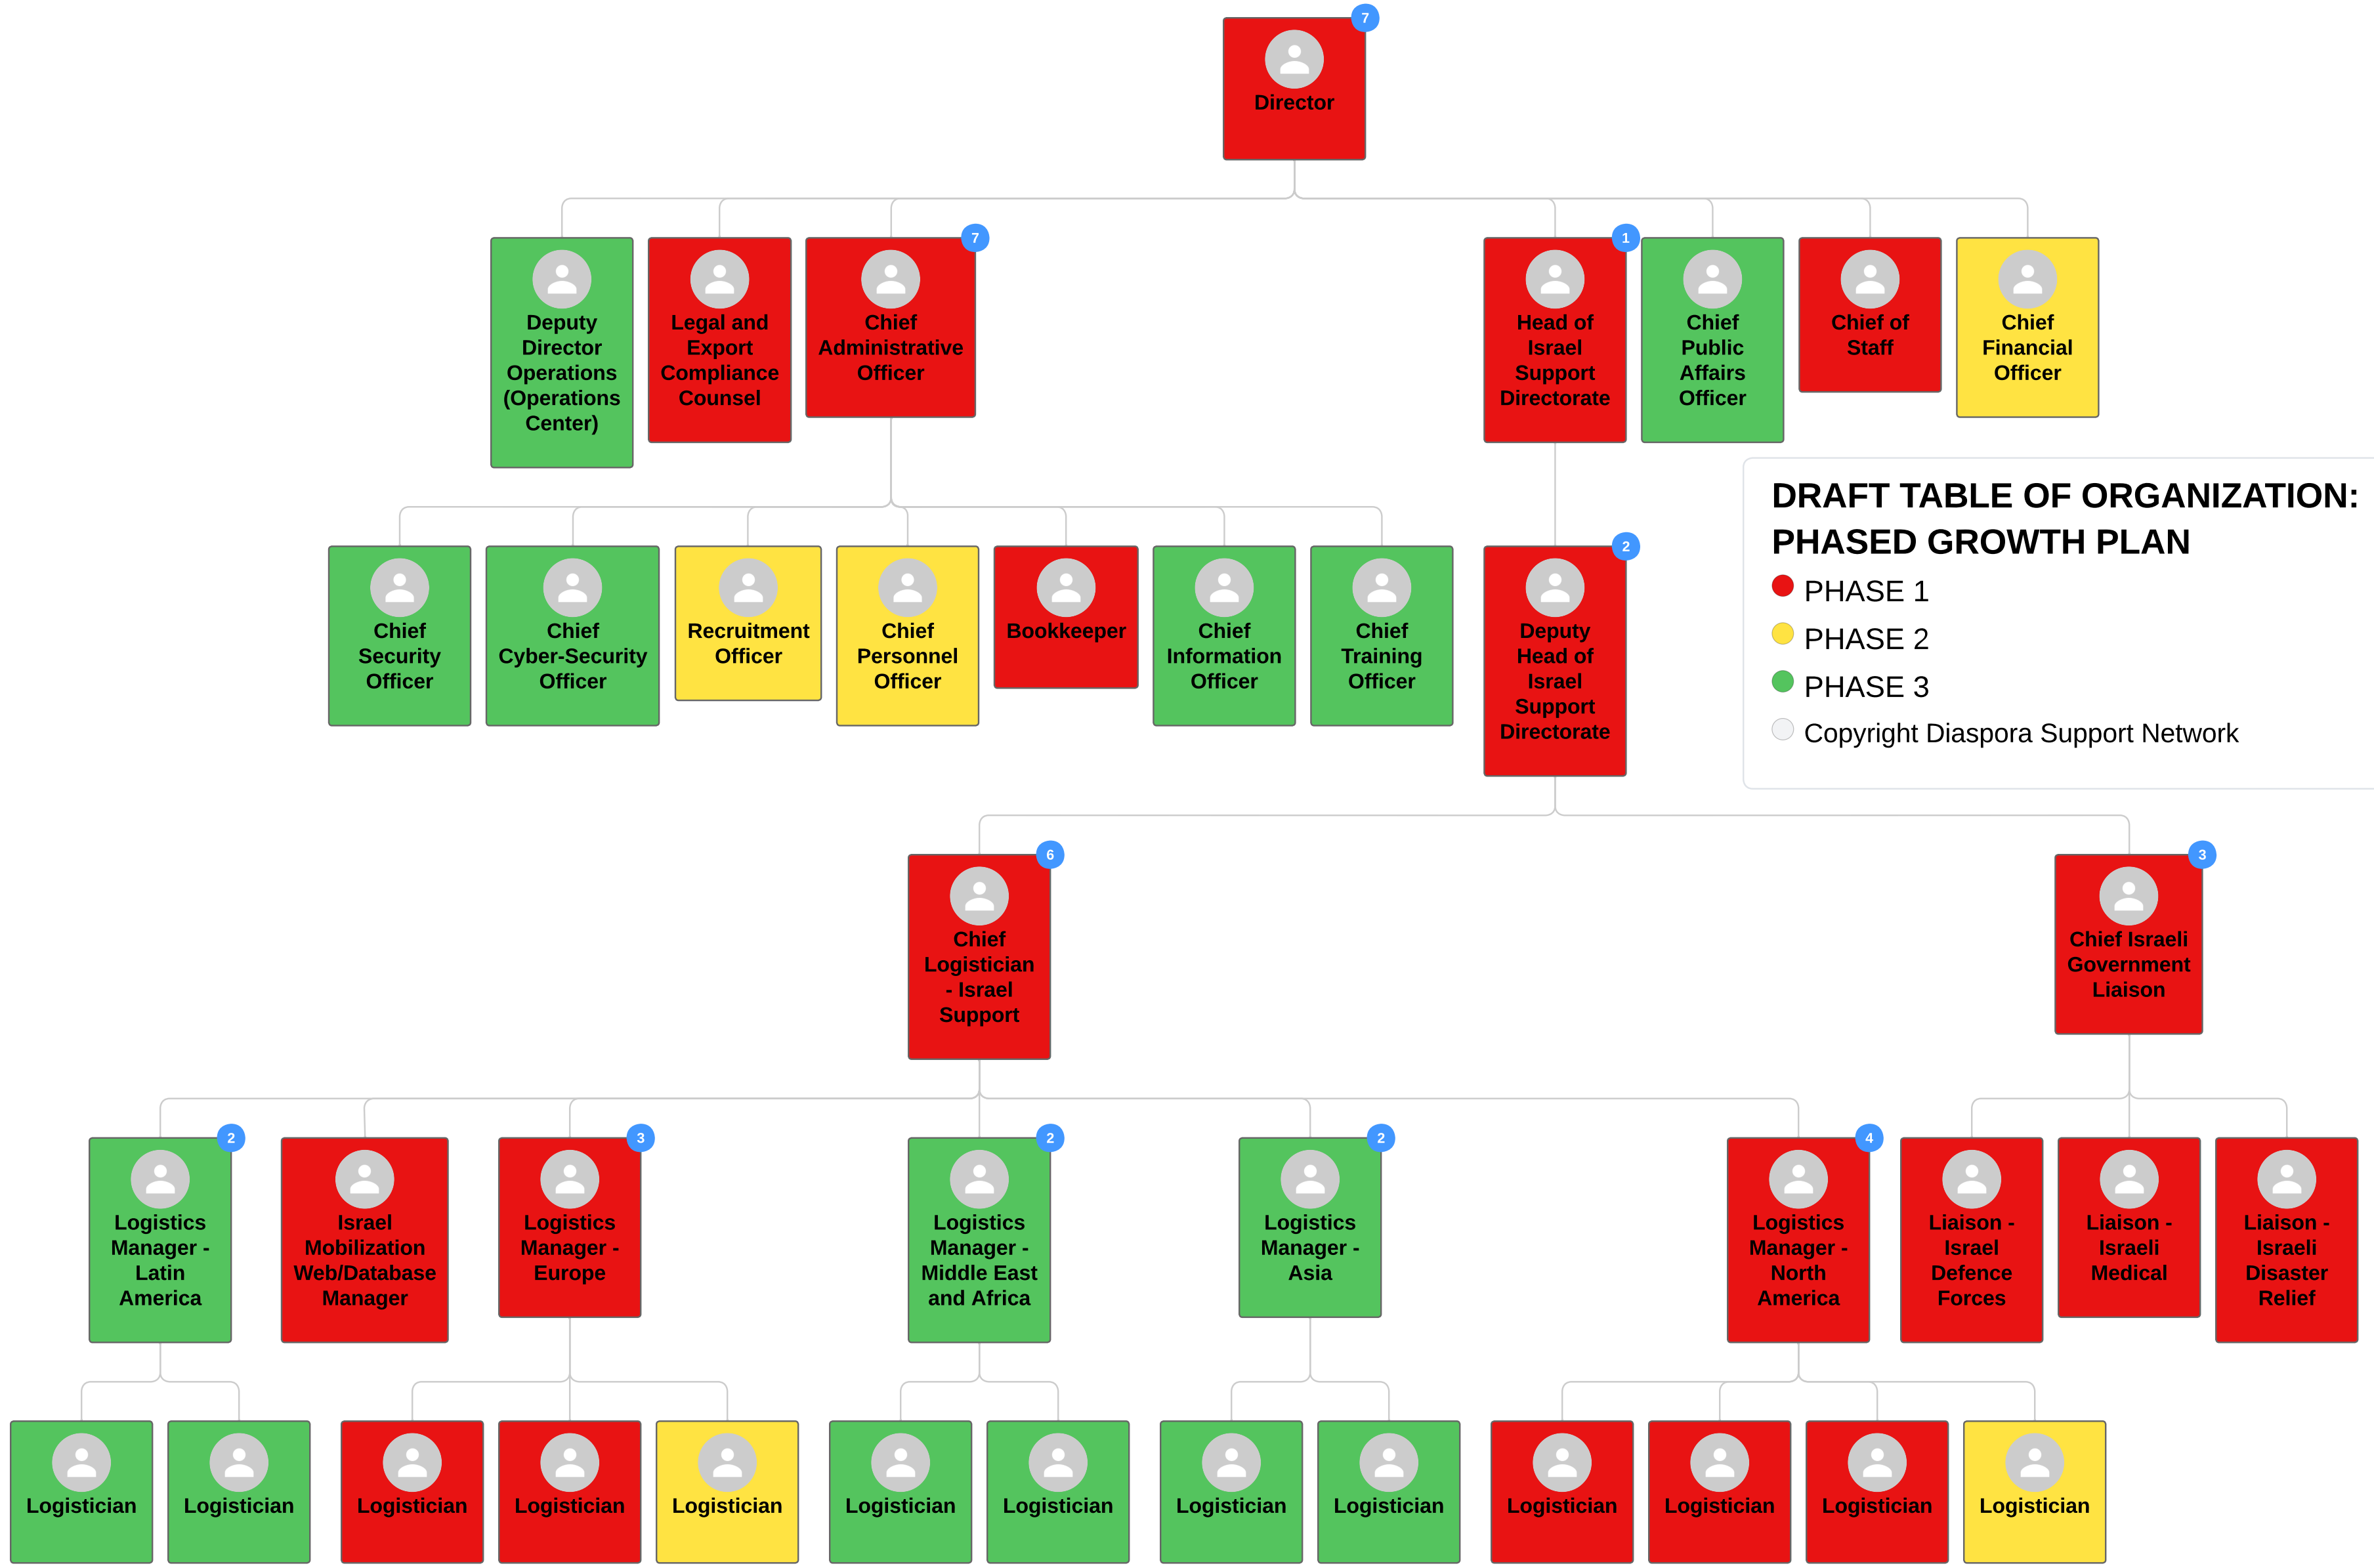 7
Director
Deputy
Director
Operations
(Operations
Center)
Legal and
Export
Compliance
Counsel
7
Chief
Administrative
Officer
1
Head of
Israel
Support
Directorate
Chief
Public
Affairs
Officer
Chief of
Staff
Chief
Financial
Officer
DRAFT TABLE OF ORGANIZATION:
PHASED GROWTH PLAN
PHASE 1
PHASE 2
PHASE 3
Copyright Diaspora Support Network
Chief
Security
Officer
Chief
Cyber-Security
Officer
Recruitment
Officer
Chief
Personnel
Officer
Bookkeeper
Chief
Information
Officer
Chief
Training
Officer
2
Deputy
Head of
Israel
Support
Directorate
6
Chief
Logistician
- Israel
Support
3
Chief Israeli
Government
Liaison
2
Logistics
Manager -
Latin
America
Israel
Mobilization
Web/Database
Manager
3
Logistics
Manager -
Europe
2
Logistics
Manager -
Middle East
and Africa
2
Logistics
Manager -
Asia
4
Logistics
Manager -
North
America
Liaison -
Israel
Defence
Forces
Liaison -
Israeli
Medical
Liaison -
Israeli
Disaster
Relief
Logistician
Logistician
Logistician
Logistician
Logistician
Logistician
Logistician
Logistician
Logistician
Logistician
Logistician
Logistician
Logistician